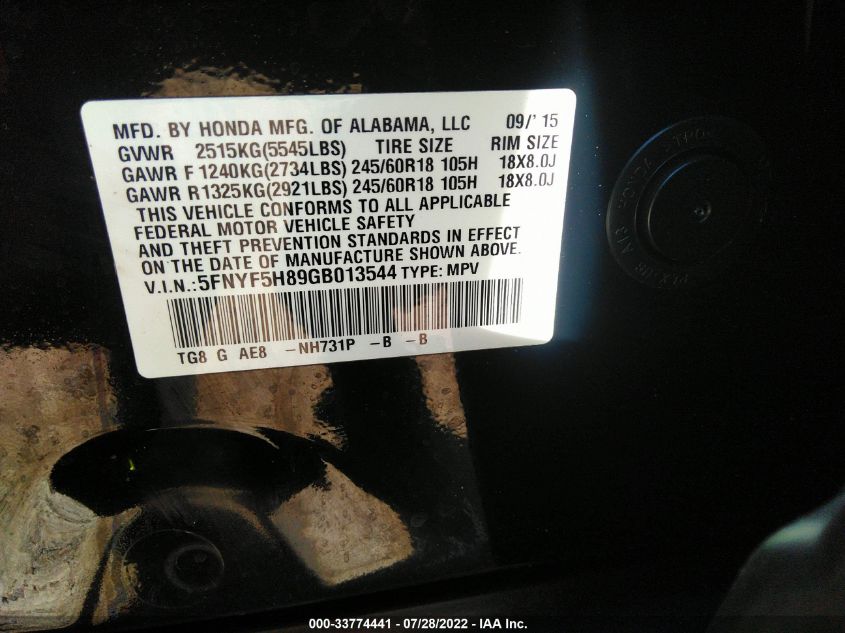 MFD. BY HONDA MFG. OF ALABAMA, LLC 09/' 15
GVWR 2515KG(5545LBS) TIRE SIZE RIM SIZE
GAWR F 1240KG(2734LBS) 245/60R18 105H 18X8.0J
GAWR R1325KG(2921LBS) 245/60R18 105H 18X8.0J
THIS VEHICLE CONFORMS TO ALL APPLICABLE
FEDERAL MOTOR VEHICLE SAFETY
AND THEFT PREVENTION STANDARDS IN EFFECT
ON THE DATE OF MANUFACTURE SHOWN ABOVE.
V.I.N.:5FNYF5H89GB013544 TYPE: MPV
TG8 G AE8 -NH731P -B -B
HONDA
000-33774441 / 07/28/2022 - IAA Inc.